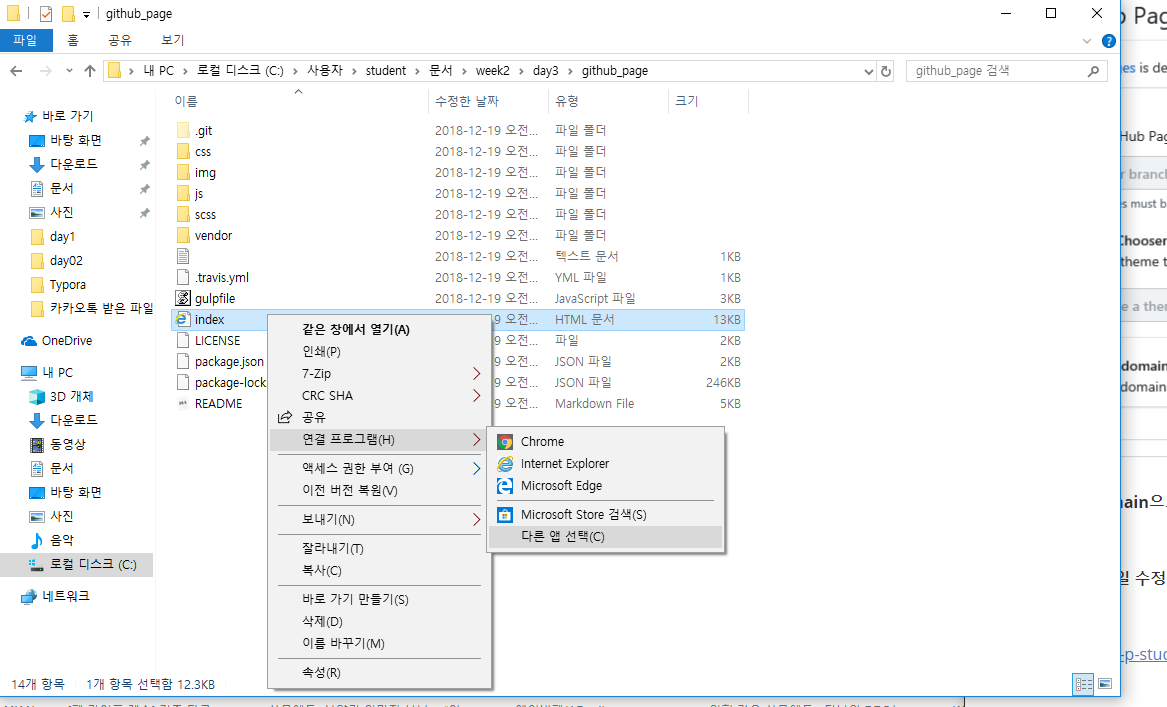 github_page
파일 홈 공유 보기
내 PC 로컬 디스크 (C:) 사용자 student 문서 week2 day3 github_page
github_page 검색
이름 수정한 날짜 유형 크기
바로 가기
바탕 화면
다운로드
문서
사진
day1
day02
Typora
카카오톡 받은 파일
OneDrive
내 PC
3D 개체
다운로드
동영상
문서
바탕 화면
사진
음악
로컬 디스크 (C:)
네트워크
.git 2018-12-19 오전... 파일 폴더
css 2018-12-19 오전... 파일 폴더
img 2018-12-19 오전... 파일 폴더
js 2018-12-19 오전... 파일 폴더
scss 2018-12-19 오전... 파일 폴더
vendor 2018-12-19 오전... 파일 폴더
2018-12-19 오전... 텍스트 문서 1KB
.travis.yml 2018-12-19 오전... YML 파일 1KB
gulpfile 2018-12-19 오전... JavaScript 파일 3KB
index 9 오전... HTML 문서 13KB
LICENSE 9 오전... 파일 2KB
package.json 9 오전... JSON 파일 2KB
package-lock 9 오전... JSON 파일 246KB
README 9 오전... Markdown File 5KB
같은 창에서 열기(A)
인쇄(P)
7-Zip
CRC SHA
공유
연결 프로그램(H)
액세스 권한 부여 (G)
이전 버전 복원(V)
보내기(N)
잘라내기(T)
복사(C)
바로 가기 만들기(S)
삭제(D)
이름 바꾸기(M)
속성(R)
Chrome
Internet Explorer
Microsoft Edge
Microsoft Store 검색(S)
다른 앱 선택(C)
14개 항목 1개 항목 선택함 12.3KB
Pag
es is de
Hub Pag
r branch
s must b
Chooser
theme t
e a them
domain
domain
main으
일 수정
-p-stud